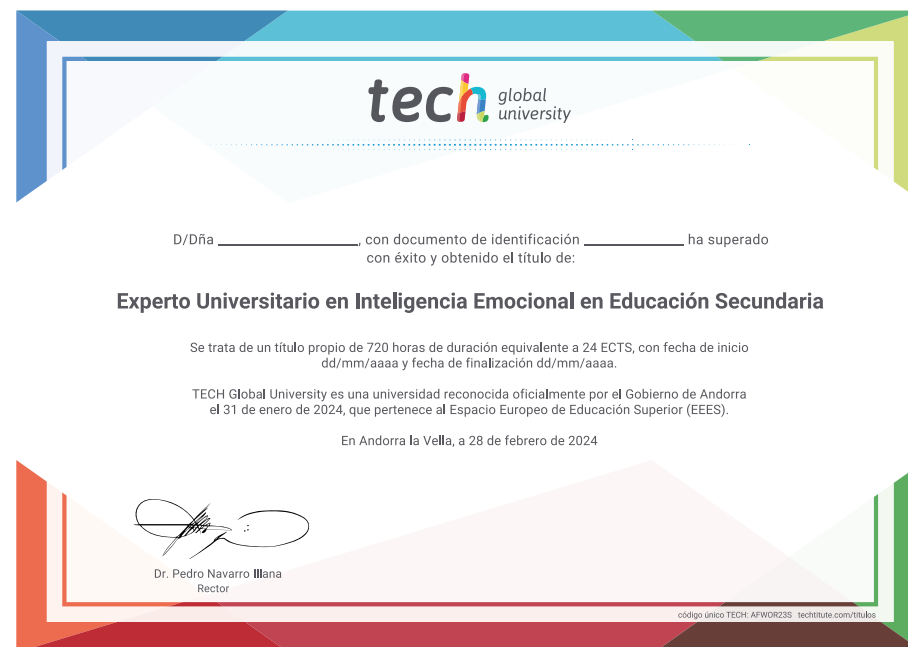 tech global university
D/Dña ____________, con documento de identificación ____________ ha superado
con éxito y obtenido el título de:
Experto Universitario en Inteligencia Emocional en Educación Secundaria
Se trata de un título propio de 720 horas de duración equivalente a 24 ECTS, con fecha de inicio
dd/mm/aaaa y fecha de finalización dd/mm/aaaa.
TECH Global University es una universidad reconocida oficialmente por el Gobierno de Andorra
el 31 de enero de 2024, que pertenece al Espacio Europeo de Educación Superior (EEES).
En Andorra la Vella, a 28 de febrero de 2024
Dr. Pedro Navarro Illana
Rector
código único TECH: AFWOR23S techtitute.com/titulos